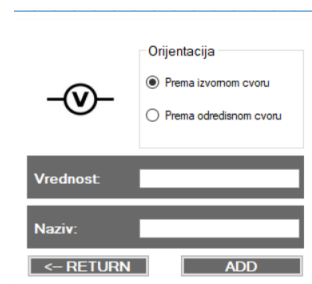 Orijentacija
Prema izvornom cvoru
V
Prema odredisnom cvoru
Vrednost:
Naziv:
<-- RETURN
ADD